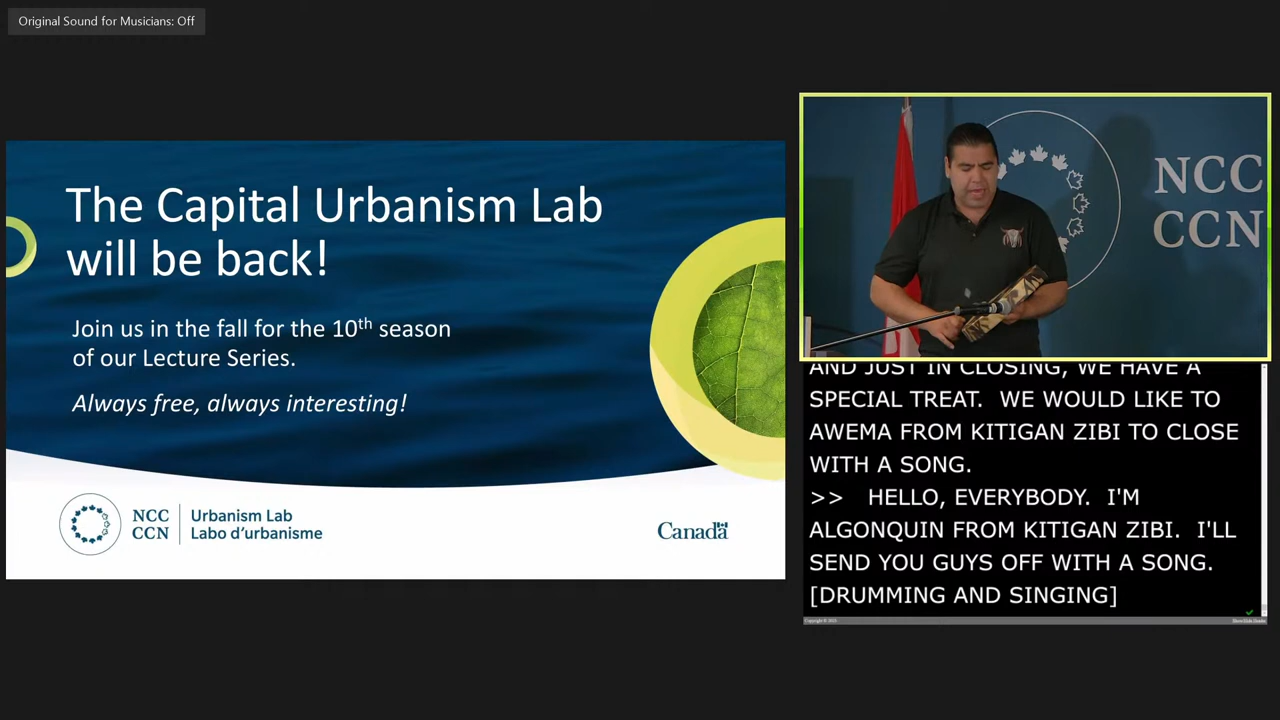 Original Sound for Musicians: Off
The Capital Urbanism Lab
will be back!
Join us in the fall for the 10th season
of our Lecture Series.
Always free, always interesting!
NCC
CCN
Urbanism Lab
Labo d'urbanisme
Canada
NCC
CCN
AND JUST IN CLOSING, WE HAVE A
SPECIAL TREAT. WE WOULD LIKE TO
AWEMA FROM KITIGAN ZIBI TO CLOSE
WITH A SONG.
>> HELLO, EVERYBODY. I'M
ALGONQUIN FROM KITIGAN ZIBI. I'LL
SEND YOU GUYS OFF WITH A SONG.
[DRUMMING AND SINGING]